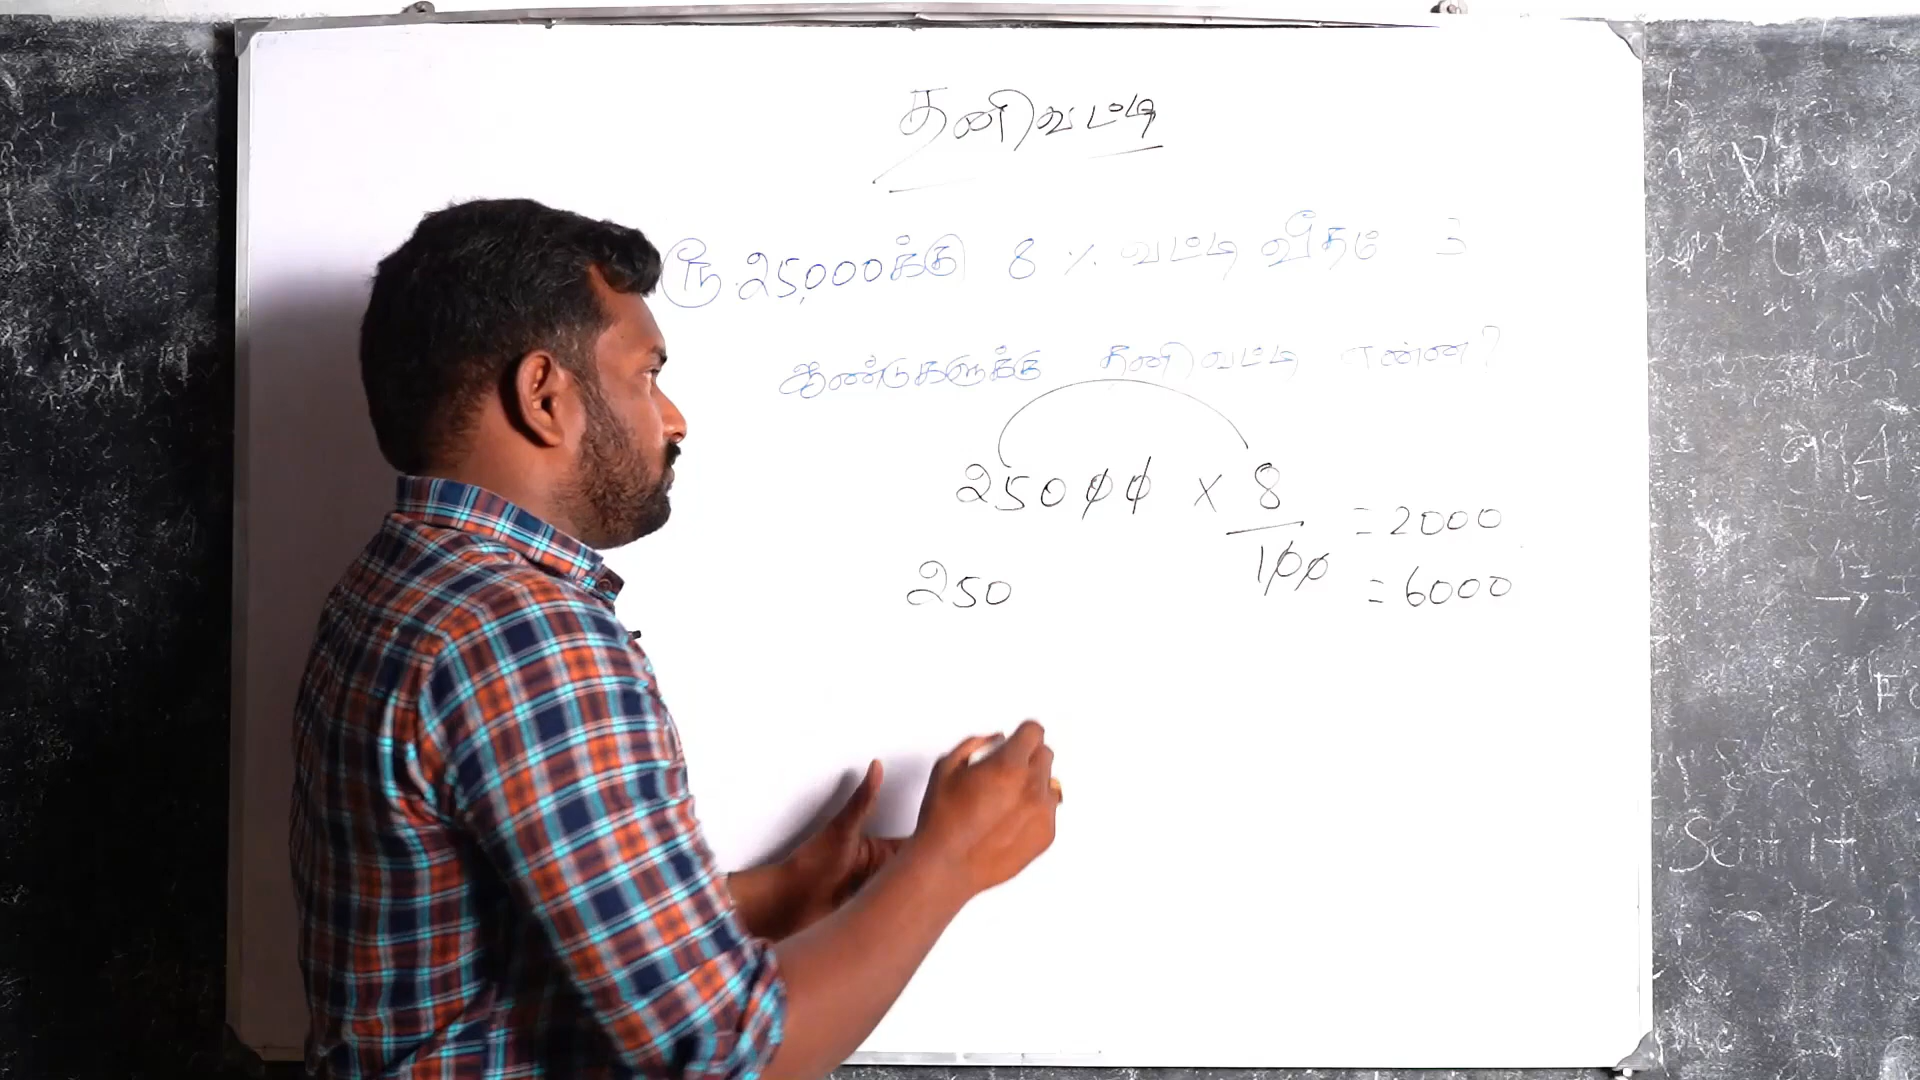 தனிவட்டி
ரூ.25,000க்கு 8 % வட்டி வீதம் 3
ஆண்டுகளுக்கு தனிவட்டி என்ன?
25000 x 8
100
= 2000
250
= 6000